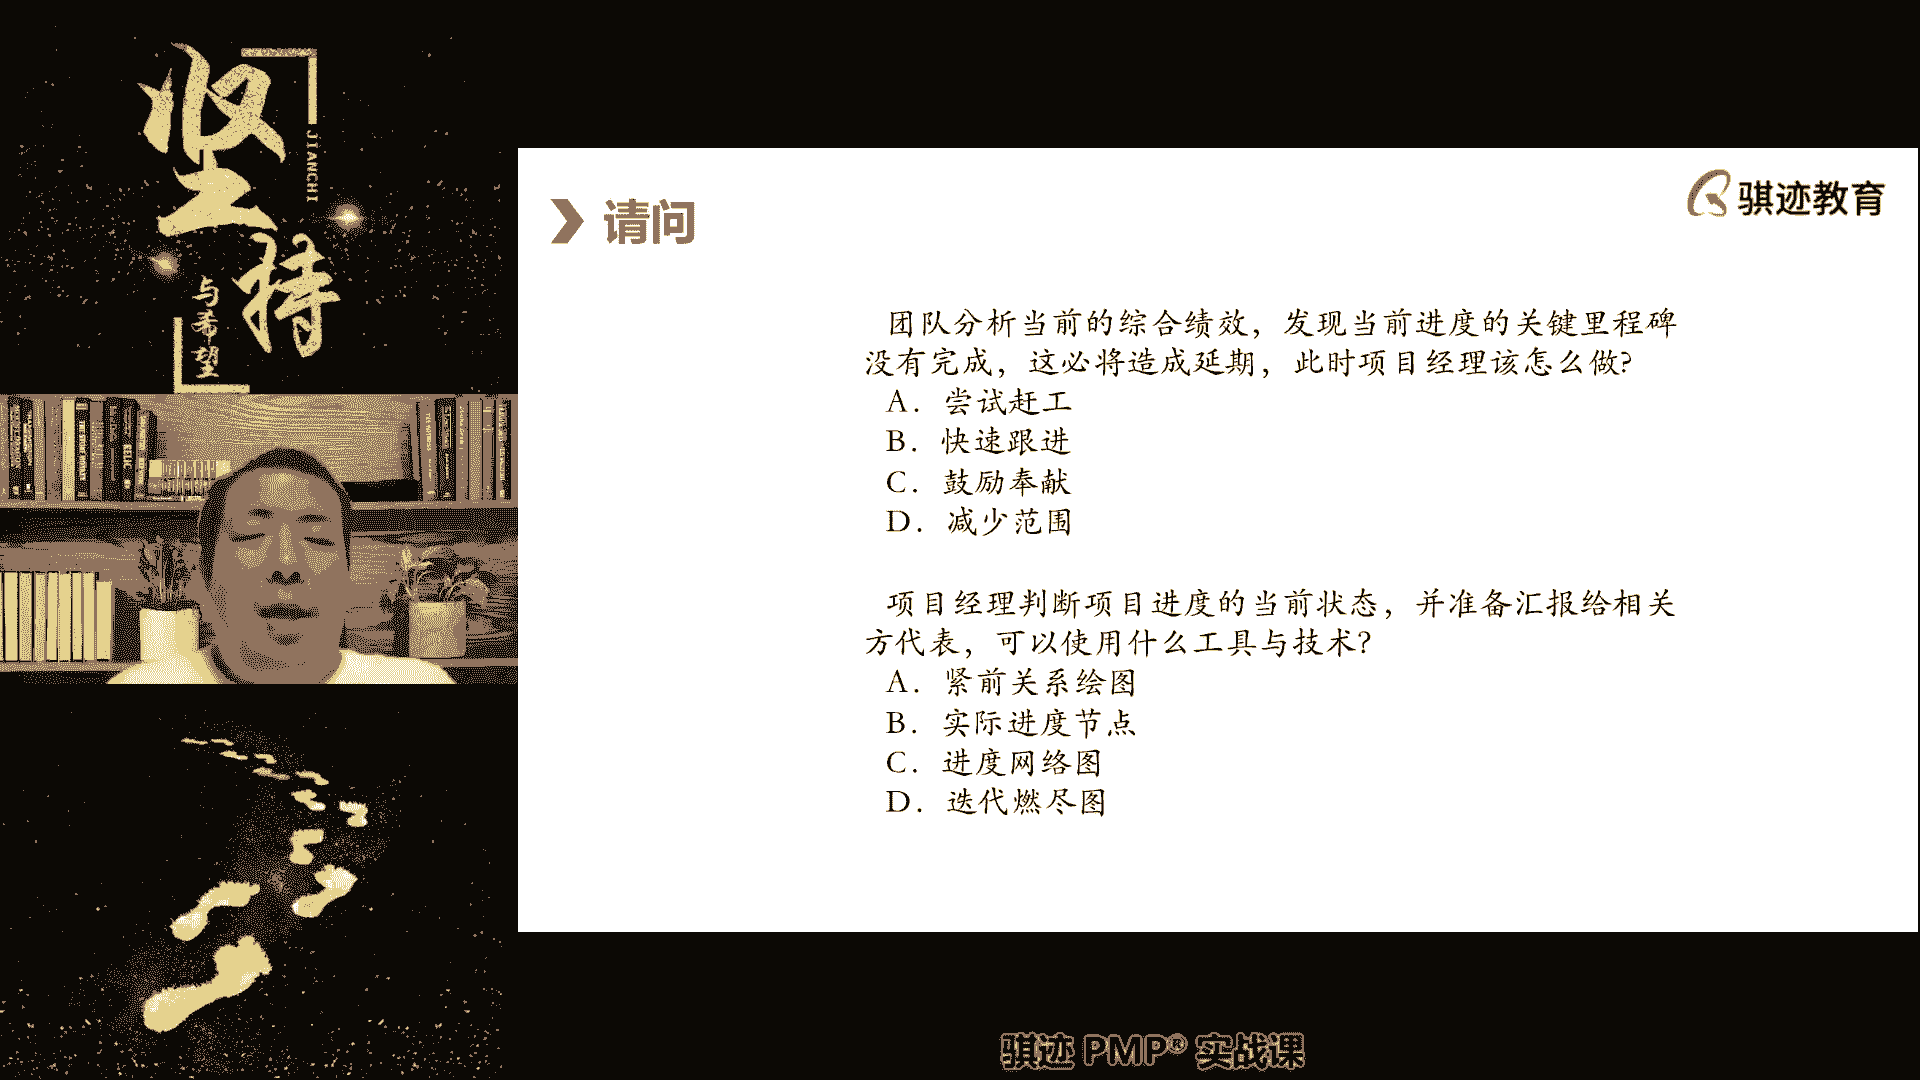 坚持
JIANCHI
与希望
骐迹教育
请问
团队分析当前的综合绩效，发现当前进度的关键里程碑
没有完成，这必将造成延期，此时项目经理该怎么做?
A. 尝试赶工
B. 快速跟进
C. 鼓励奉献
D. 减少范围
项目经理判断项目进度的当前状态，并准备汇报给相关
方代表，可以使用什么工具与技术?
A. 紧前关系绘图
B. 实际进度节点
C. 进度网络图
D. 迭代燃尽图
骐迹 PMP® 实战课